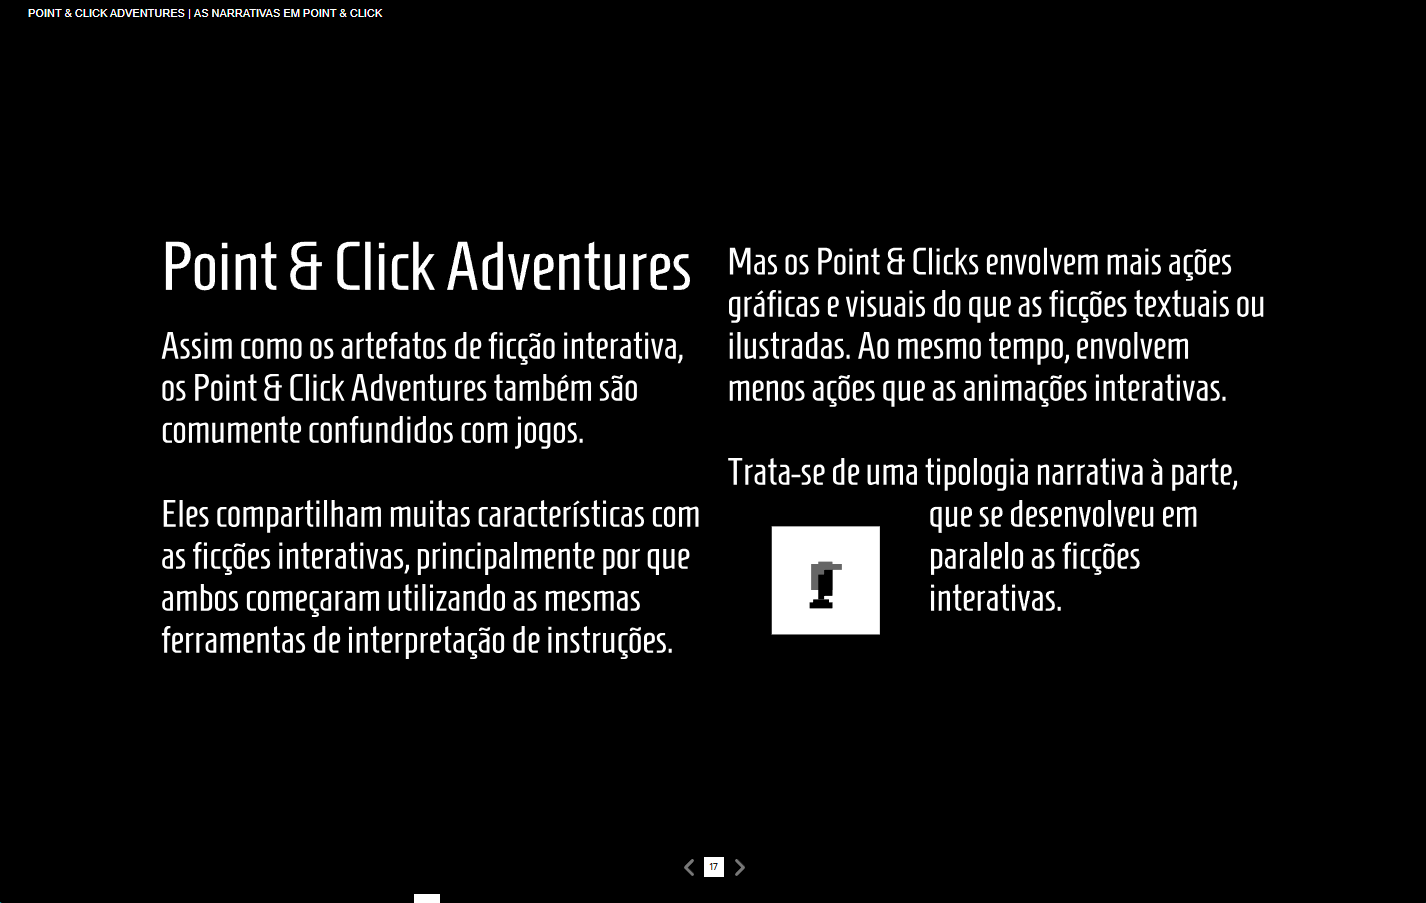 POINT & CLICK ADVENTURES | AS NARRATIVAS EM POINT & CLICK
Point & Click Adventures
Assim como os artefatos de ficção interativa,
os Point & Click Adventures também são
comumente confundidos com jogos.
Eles compartilham muitas características com
as ficções interativas, principalmente por que
ambos começaram utilizando as mesmas
ferramentas de interpretação de instruções.
Mas os Point & Clicks envolvem mais ações
gráficas e visuais do que as ficções textuais ou
ilustradas. Ao mesmo tempo, envolvem
menos ações que as animações interativas.
Trata-se de uma tipologia narrativa à parte,
que se desenvolveu em
paralelo as ficções
interativas.
17